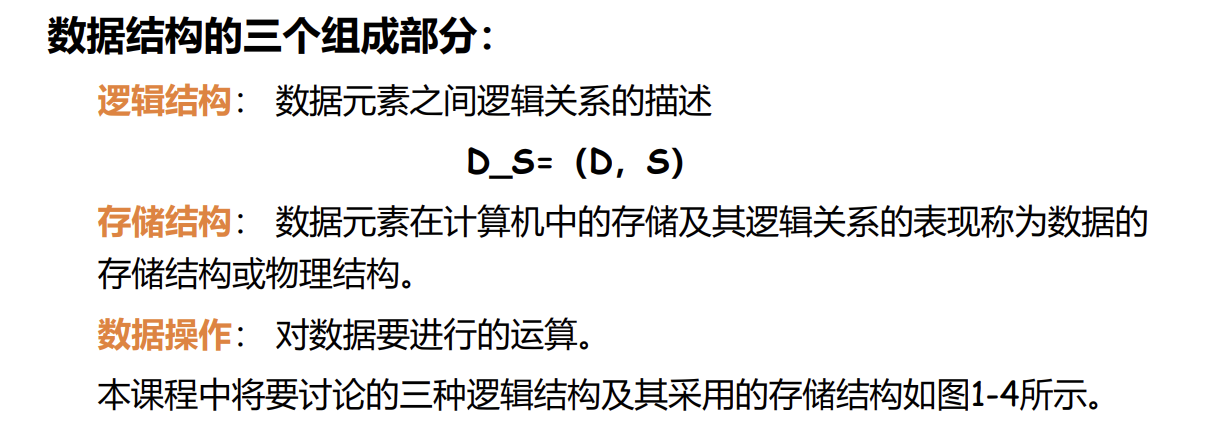 数据结构的三个组成部分：
逻辑结构： 数据元素之间逻辑关系的描述
D_S=（D，S）
存储结构： 数据元素在计算机中的存储及其逻辑关系的表现称为数据的
存储结构或物理结构。
数据操作： 对数据要进行的运算。
本课程中将要讨论的三种逻辑结构及其采用的存储结构如图1-4所示。